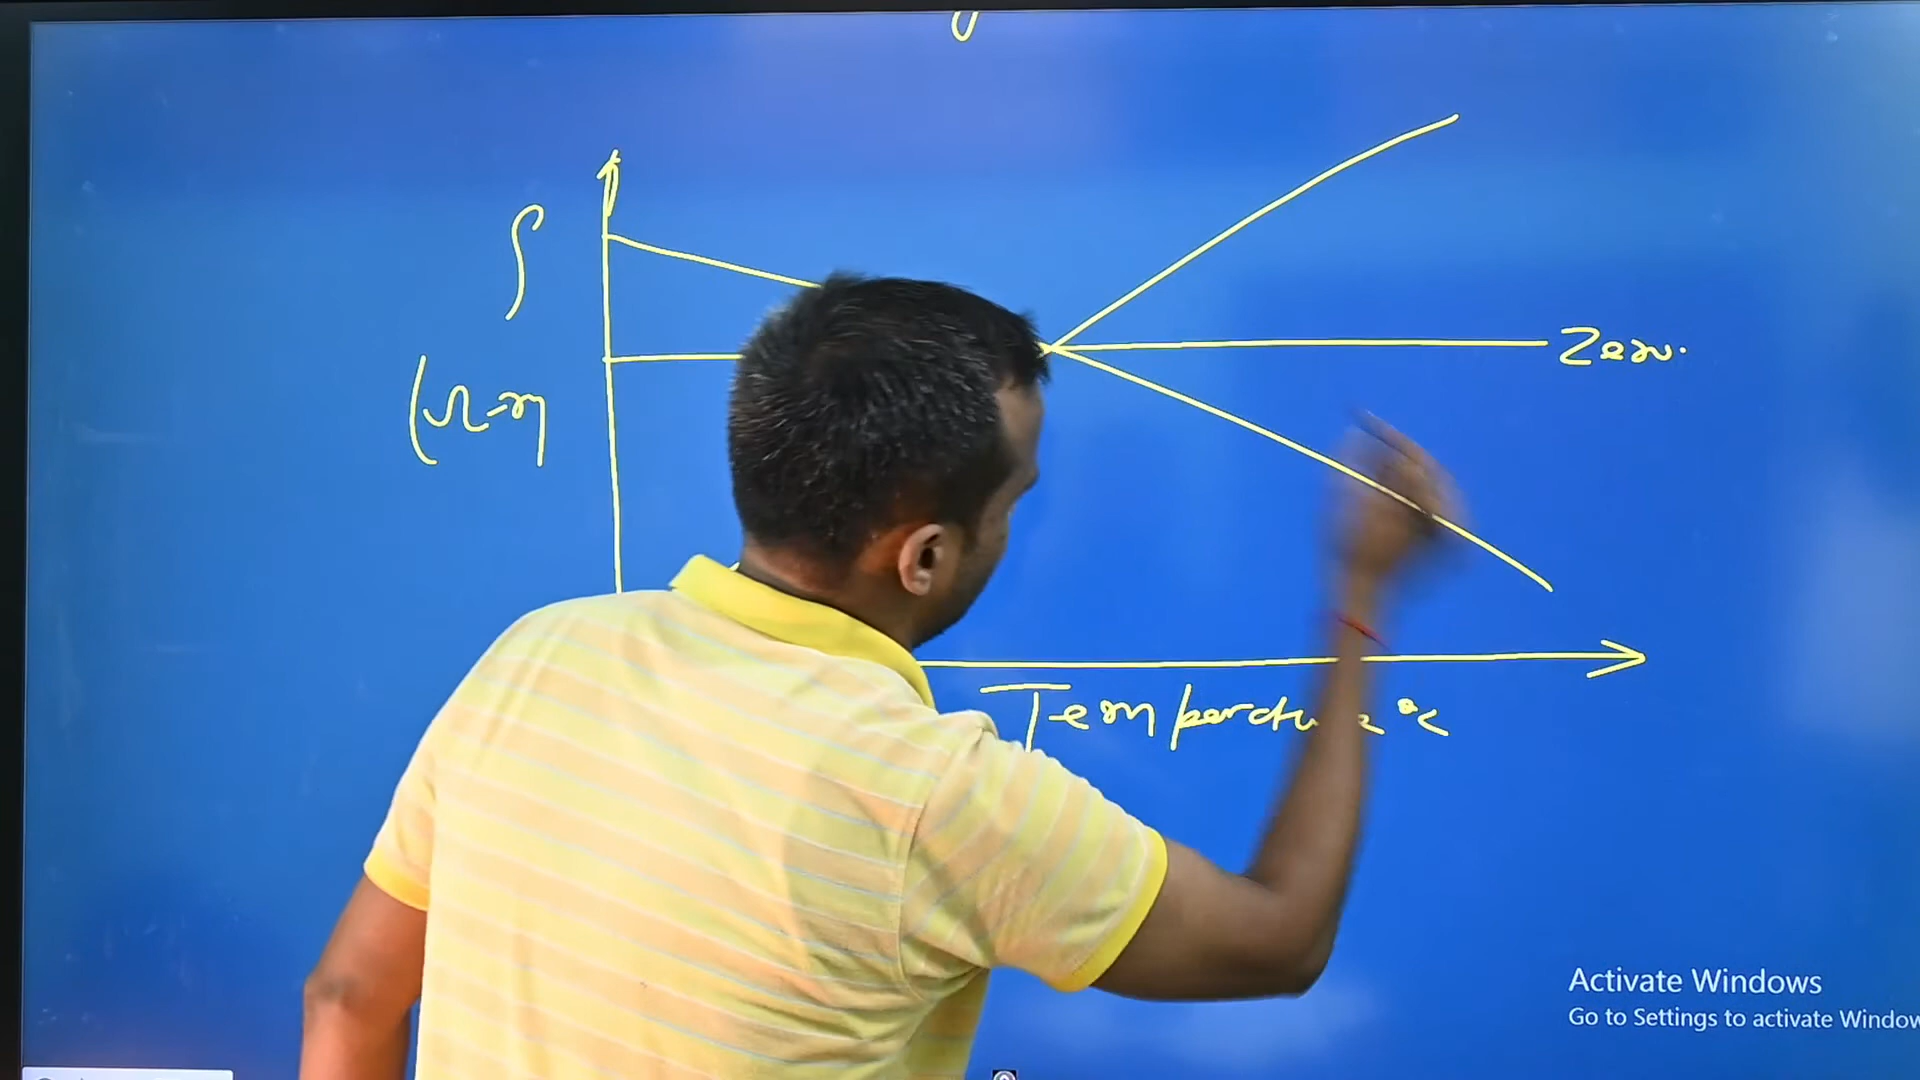 ρ
(Ω-m
Zero.
Temperature °C
Activate Windows
Go to Settings to activate Window